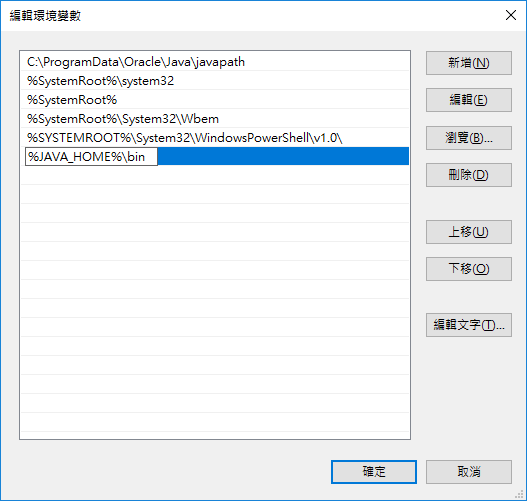 編輯環境變數
C:\ProgramData\Oracle\Java\javapath
%SystemRoot%\system32
%SystemRoot%
%SystemRoot%\System32\Wbem
%SYSTEMROOT%\System32\WindowsPowerShell\v1.0\
%JAVA_HOME%\bin
新增(N)
編輯(E)
瀏覽(B)...
刪除(D)
上移(U)
下移(O)
編輯文字(T)...
確定
取消